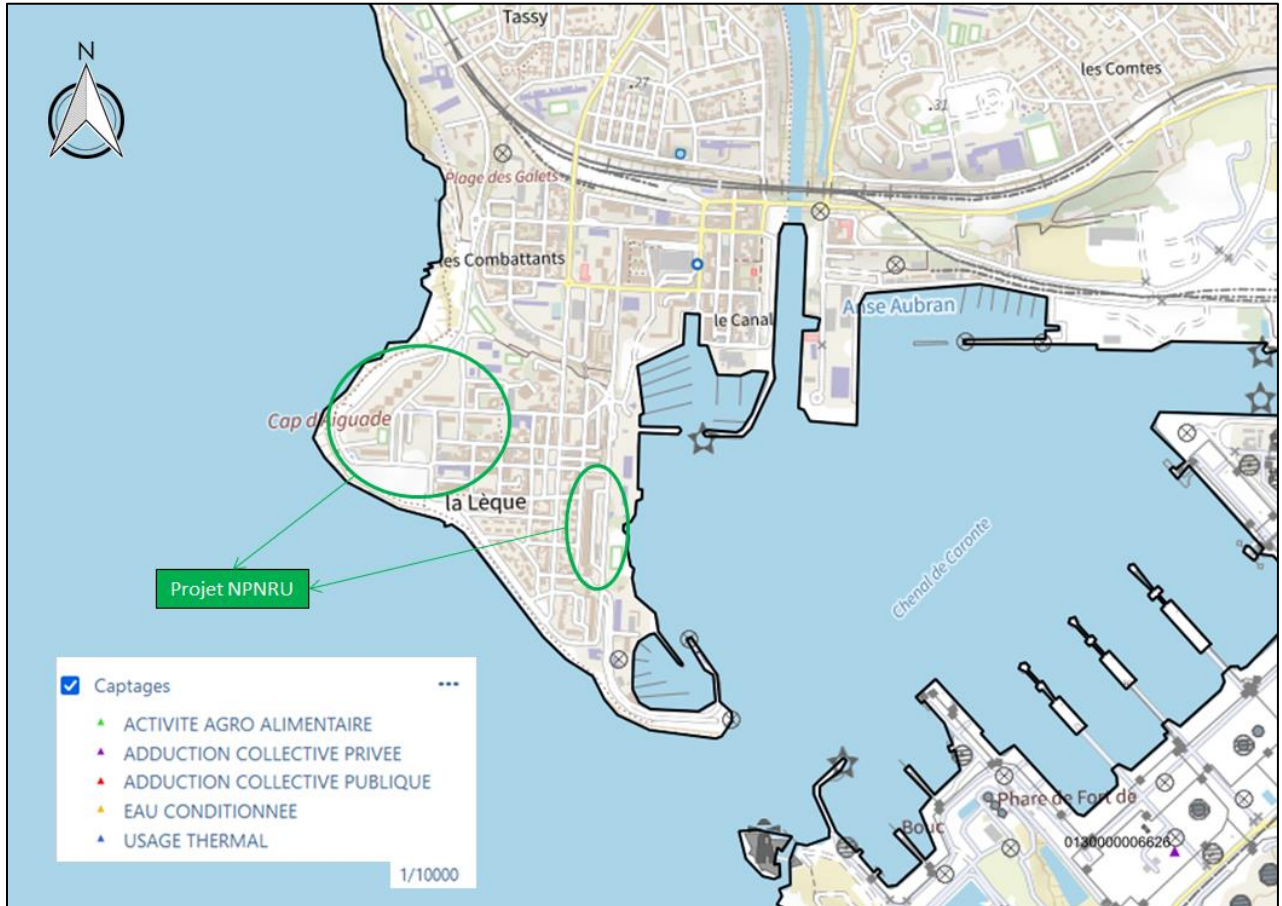 Tassy
les Comtes
N
.27
.31
Plage des Galets
les Combattants
Anse Aubran
le Canal
Cap d'Aiguade
la Lèque
Chenal de Caronte
Projet NPNRU
Captages
ACTIVITE AGRO ALIMENTAIRE
ADDUCTION COLLECTIVE PRIVEE
ADDUCTION COLLECTIVE PUBLIQUE
EAU CONDITIONNEE
USAGE THERMAL
1/10000
Phare de Fort de
Bouc
0130000006626